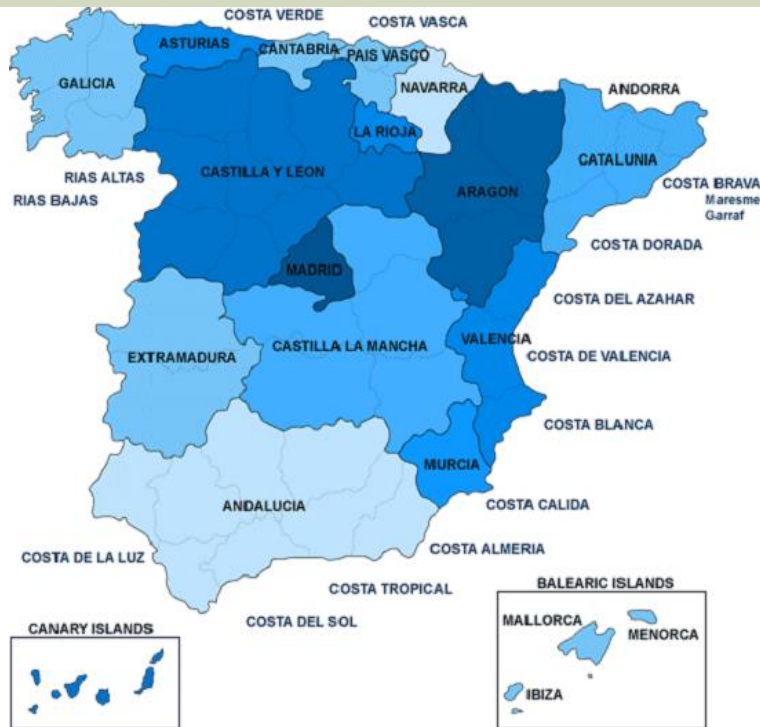 COSTA VERDE
COSTA VASCA
ASTURIAS
CANTABRIA
PAIS VASCO
GALICIA
NAVARRA
ANDORRA
LA RIOJA
CATALUNIA
RIAS ALTAS
CASTILLA Y LEON
ARAGON
COSTA BRAVA
RIAS BAJAS
Maresme
Garraf
COSTA DORADA
MADRID
COSTA DEL AZAHAR
VALENCIA
CASTILLA LA MANCHA
EXTRAMADURA
COSTA DE VALENCIA
COSTA BLANCA
MURCIA
ANDALUCIA
COSTA CALIDA
COSTA ALMERIA
COSTA DE LA LUZ
COSTA TROPICAL
BALEARIC ISLANDS
COSTA DEL SOL
CANARY ISLANDS
MALLORCA
MENORCA
IBIZA